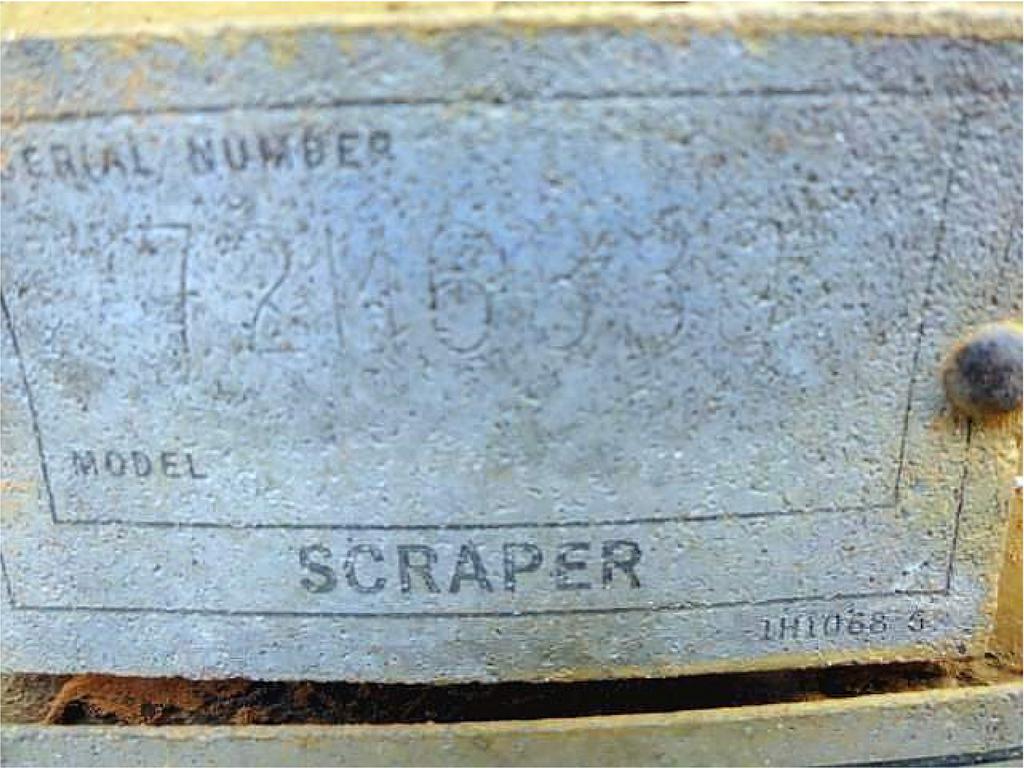 SERIAL NUMBER
MODEL
SCRAPER
1H1068 5